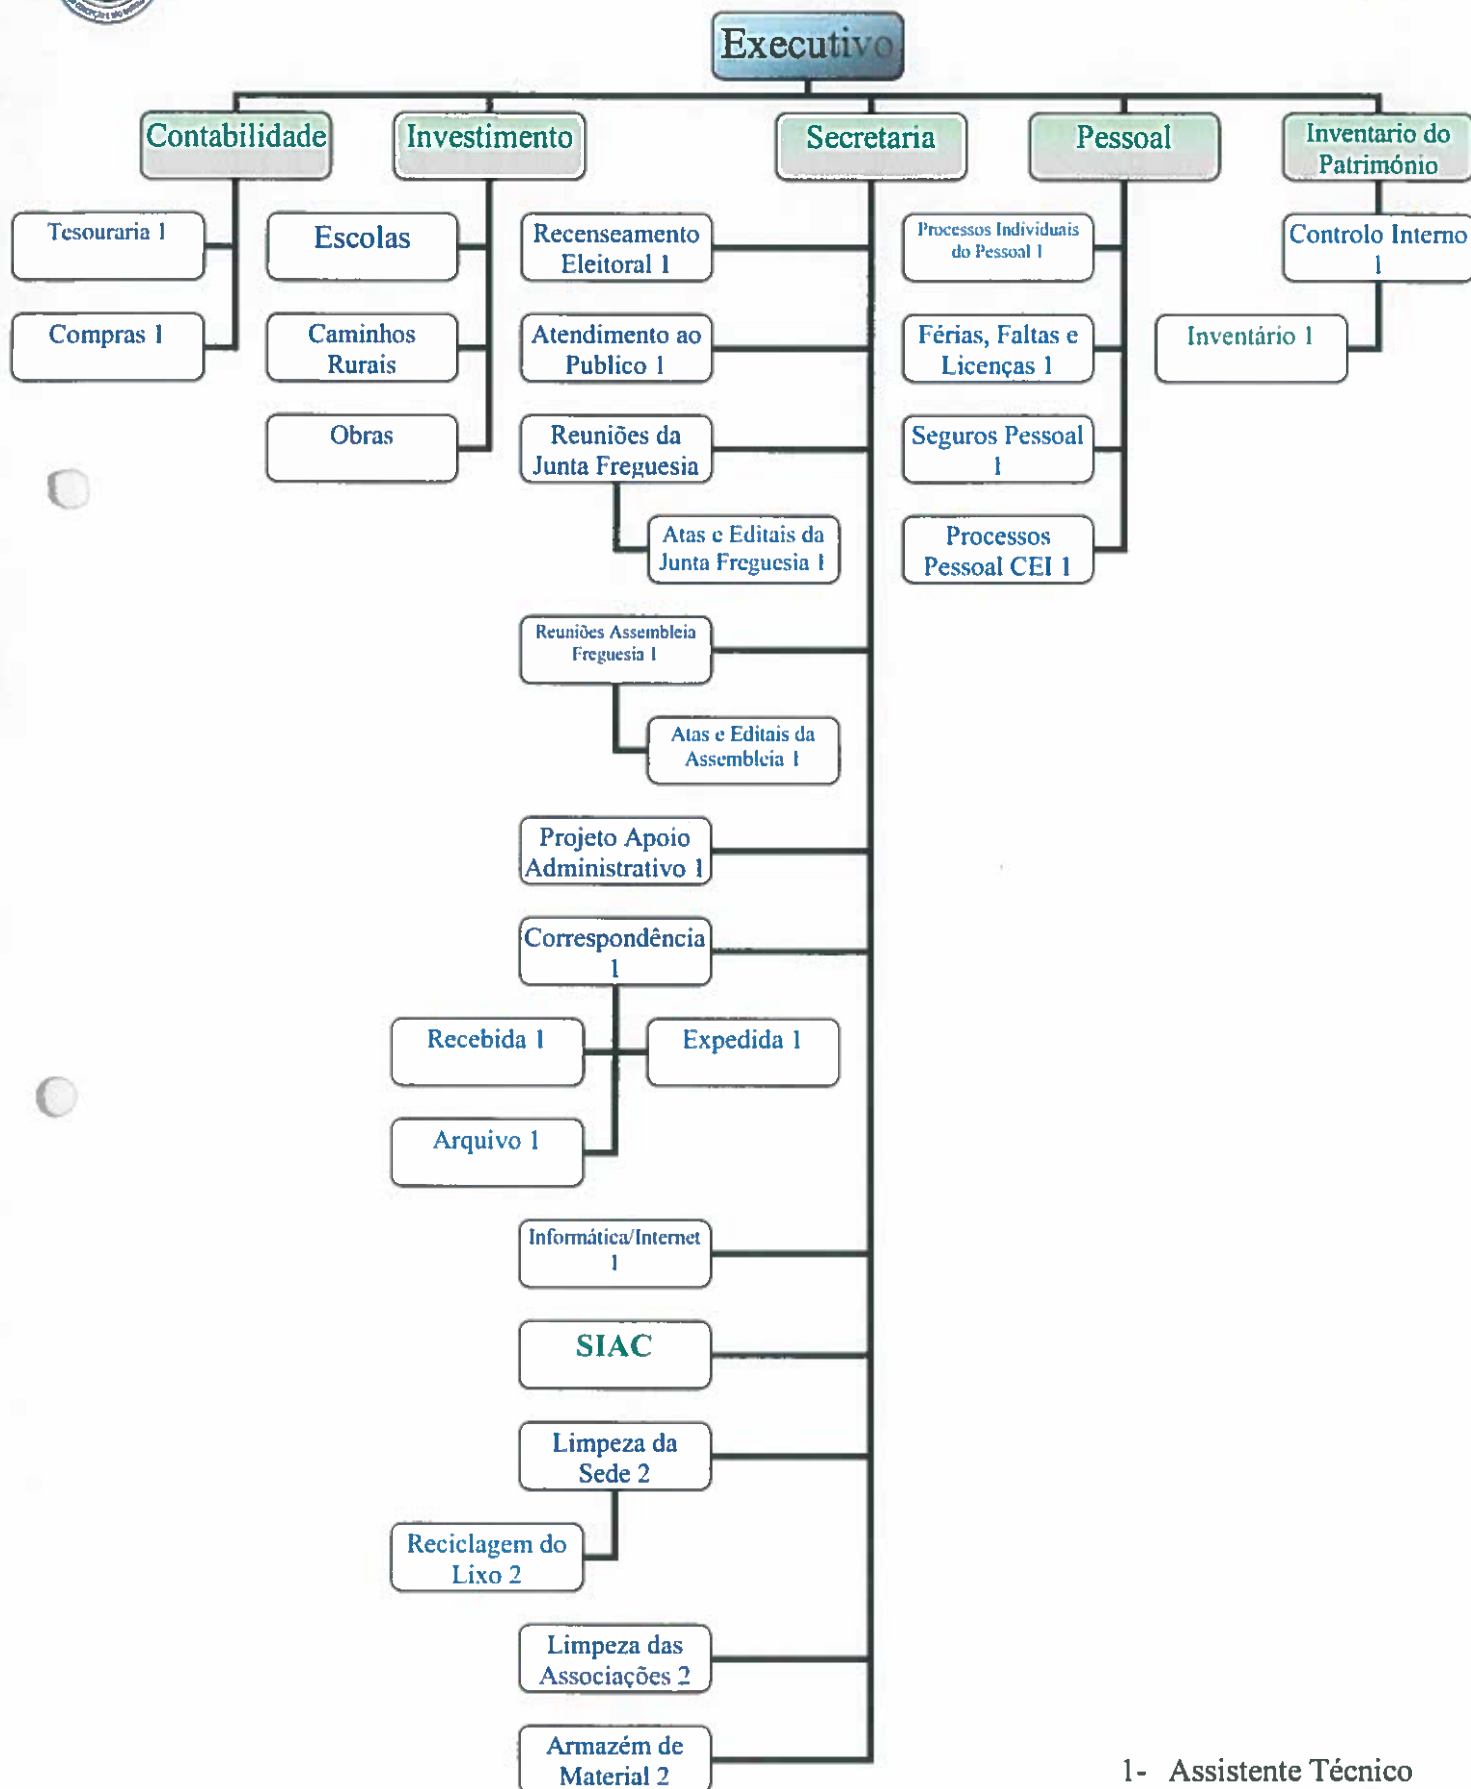 Executivo
Contabilidade
Investimento
Secretaria
Pessoal
Inventario do
Património
Tesouraria 1
Escolas
Recenseamento
Eleitoral 1
Processos Individuais
do Pessoal 1
Controlo Interno
1
Compras 1
Caminhos
Rurais
Atendimento ao
Publico 1
Férias, Faltas e
Licenças 1
Inventário 1
Obras
Reuniões da
Junta Freguesia
Seguros Pessoal
1
Atas e Editais da
Junta Freguesia 1
Processos
Pessoal CEI 1
Reuniões Assembleia
Freguesia 1
Atas e Editais da
Assembleia 1
Projeto Apoio
Administrativo 1
Correspondência
1
Recebida 1
Expedida 1
Arquivo 1
Informática/Internet
1
SIAC
Limpeza da
Sede 2
Reciclagem do
Lixo 2
Limpeza das
Associações 2
Armazém de
Material 2
1- Assistente Técnico